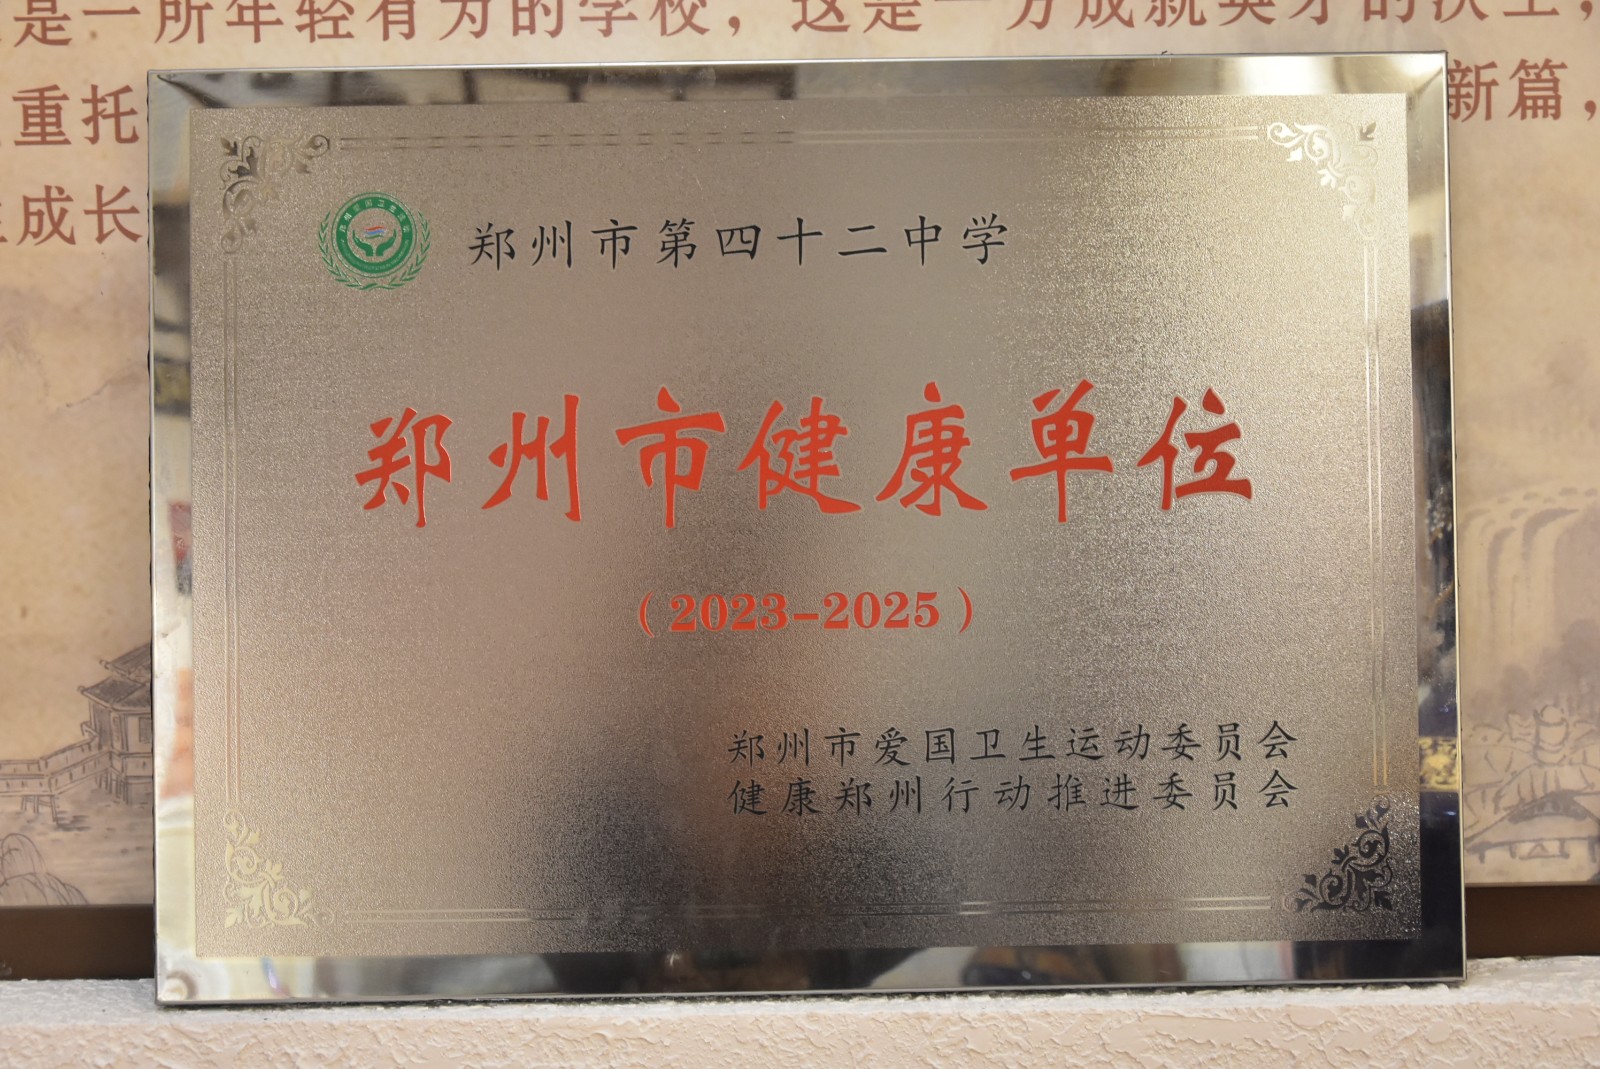 是一所年轻有为的学校，这是一方成就英才的沃土，
重托
新篇，
成长
郑州市第四十二中学
郑州市健康单位
（2023-2025）
郑州市爱国卫生运动委员会
健康郑州行动推进委员会